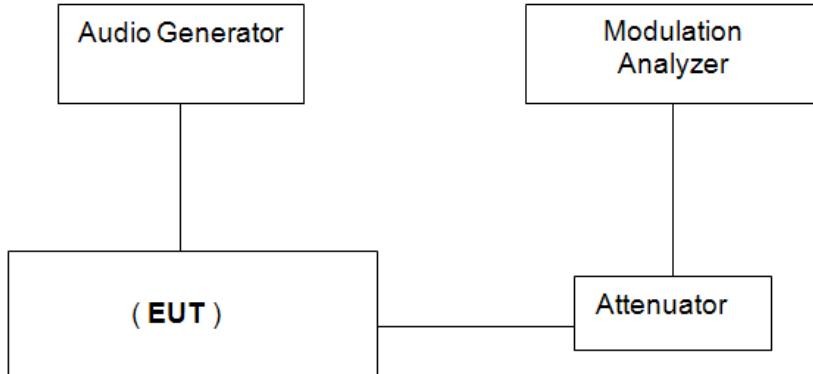 Audio Generator
Modulation
Analyzer
( EUT )
Attenuator